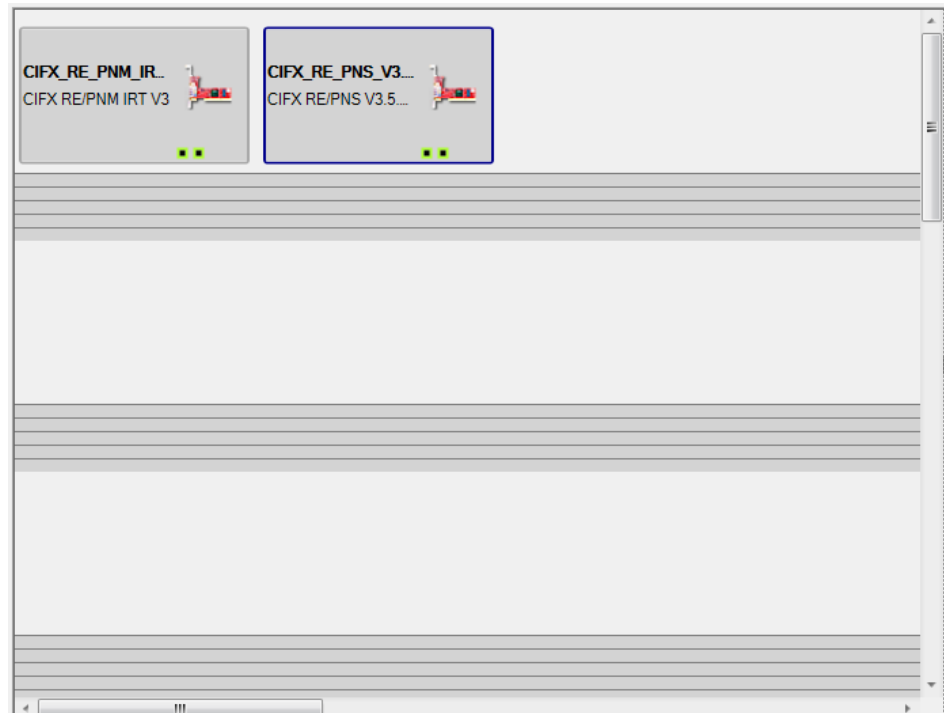 CIFX_RE_PNM_IR...
CIFX RE/PNM IRT V3
CIFX_RE_PNS_V3....
CIFX RE/PNS V3.5....